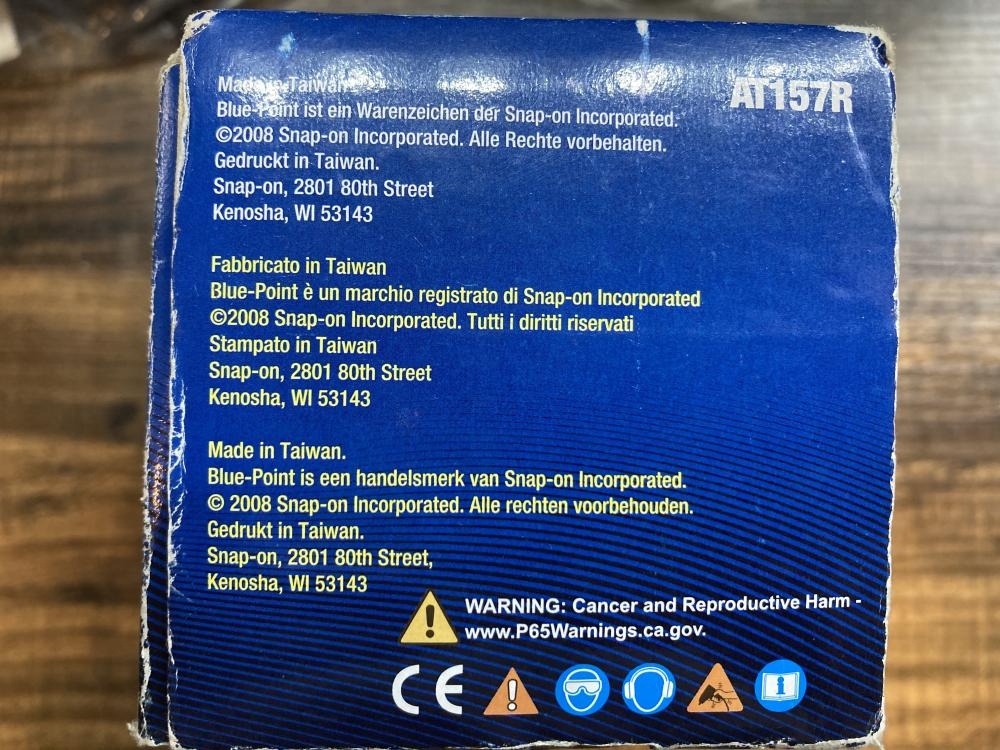 Made in Taiwan.
AT157R
Blue-Point ist ein Warenzeichen der Snap-on Incorporated.
©2008 Snap-on Incorporated. Alle Rechte vorbehalten.
Gedruckt in Taiwan.
Snap-on, 2801 80th Street
Kenosha, WI 53143
Fabbricato in Taiwan
Blue-Point è un marchio registrato di Snap-on Incorporated
©2008 Snap-on Incorporated. Tutti i diritti riservati
Stampato in Taiwan
Snap-on, 2801 80th Street
Kenosha, WI 53143
Made in Taiwan.
Blue-Point is een handelsmerk van Snap-on Incorporated.
© 2008 Snap-on Incorporated. Alle rechten voorbehouden.
Gedrukt in Taiwan.
Snap-on, 2801 80th Street,
Kenosha, WI 53143
WARNING: Cancer and Reproductive Harm -
www.P65Warnings.ca.gov.
CE